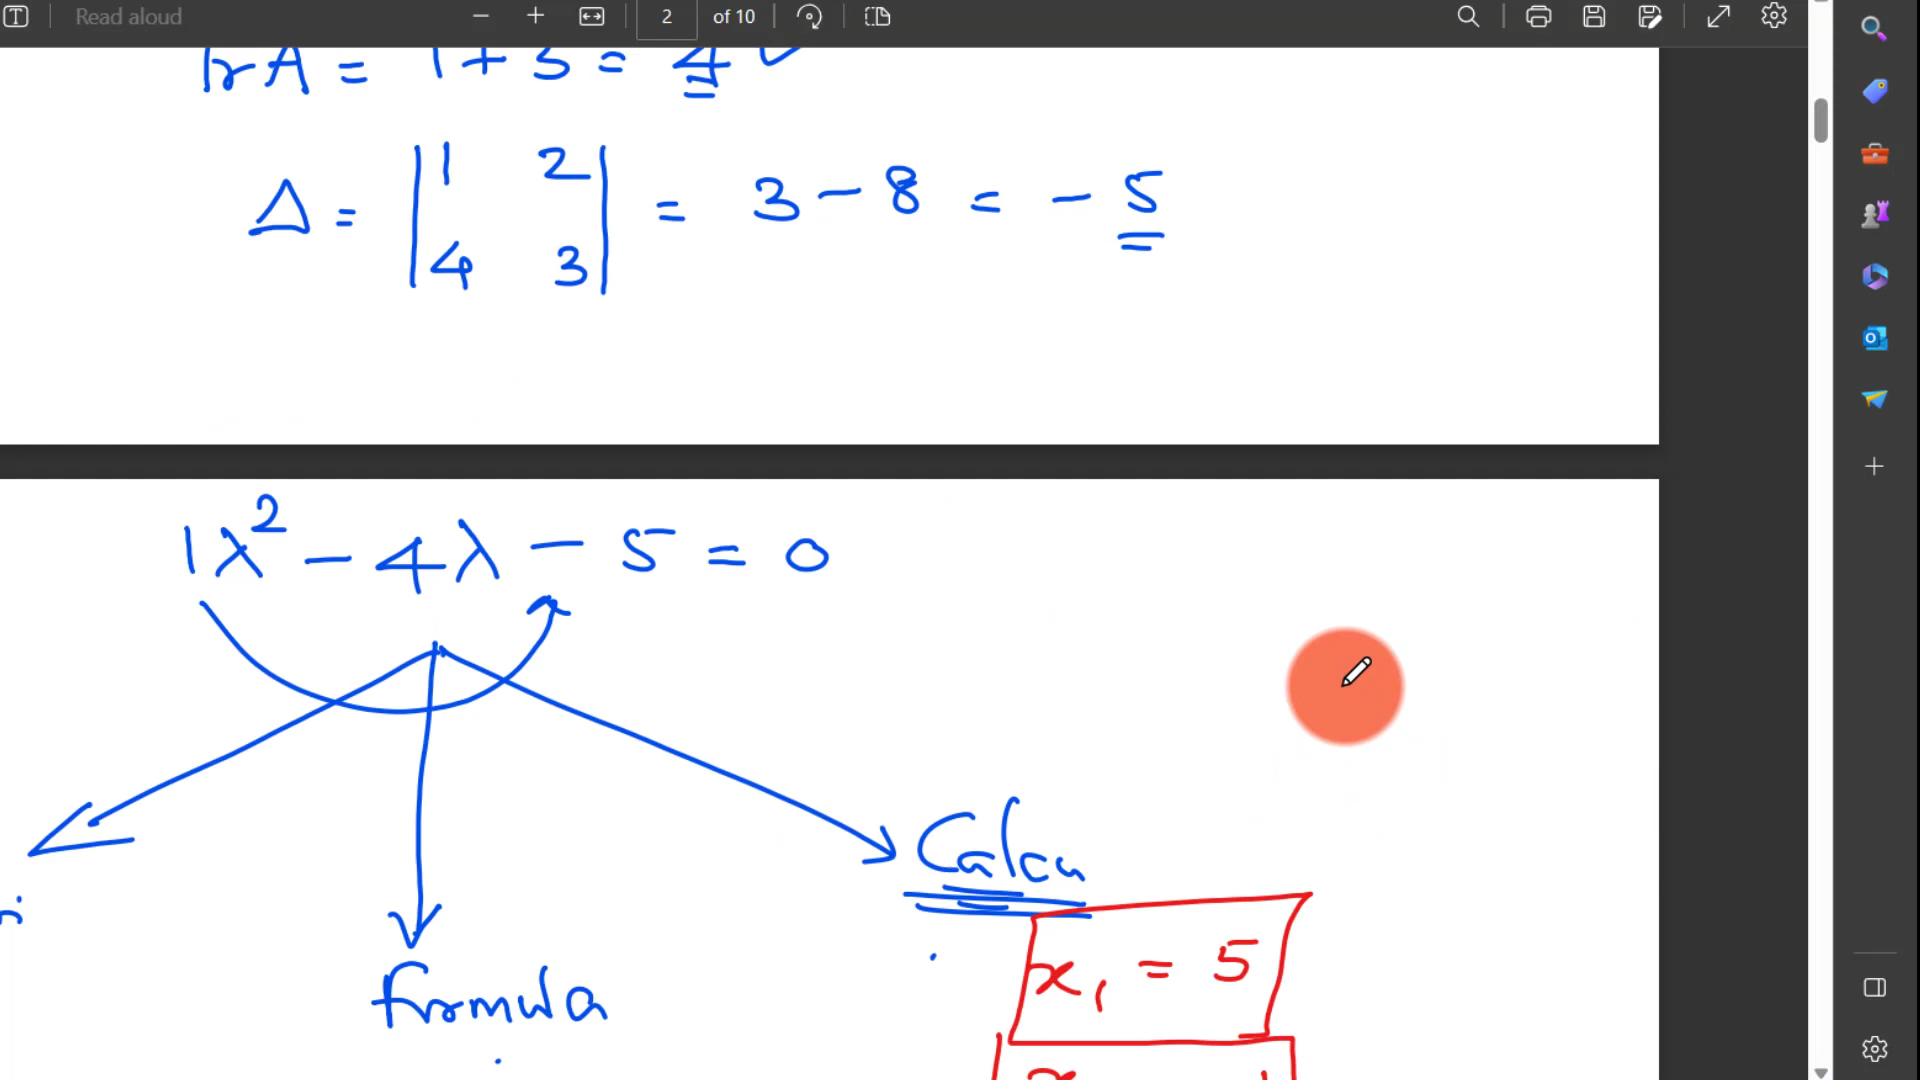 Read aloud
2 of 10
TrA = 1 + 3 = 4
Δ = | 1 2 | = 3 - 8 = - 5
4 3
1λ² - 4λ - 5 = 0
Calcu
formula
x₁ = 5